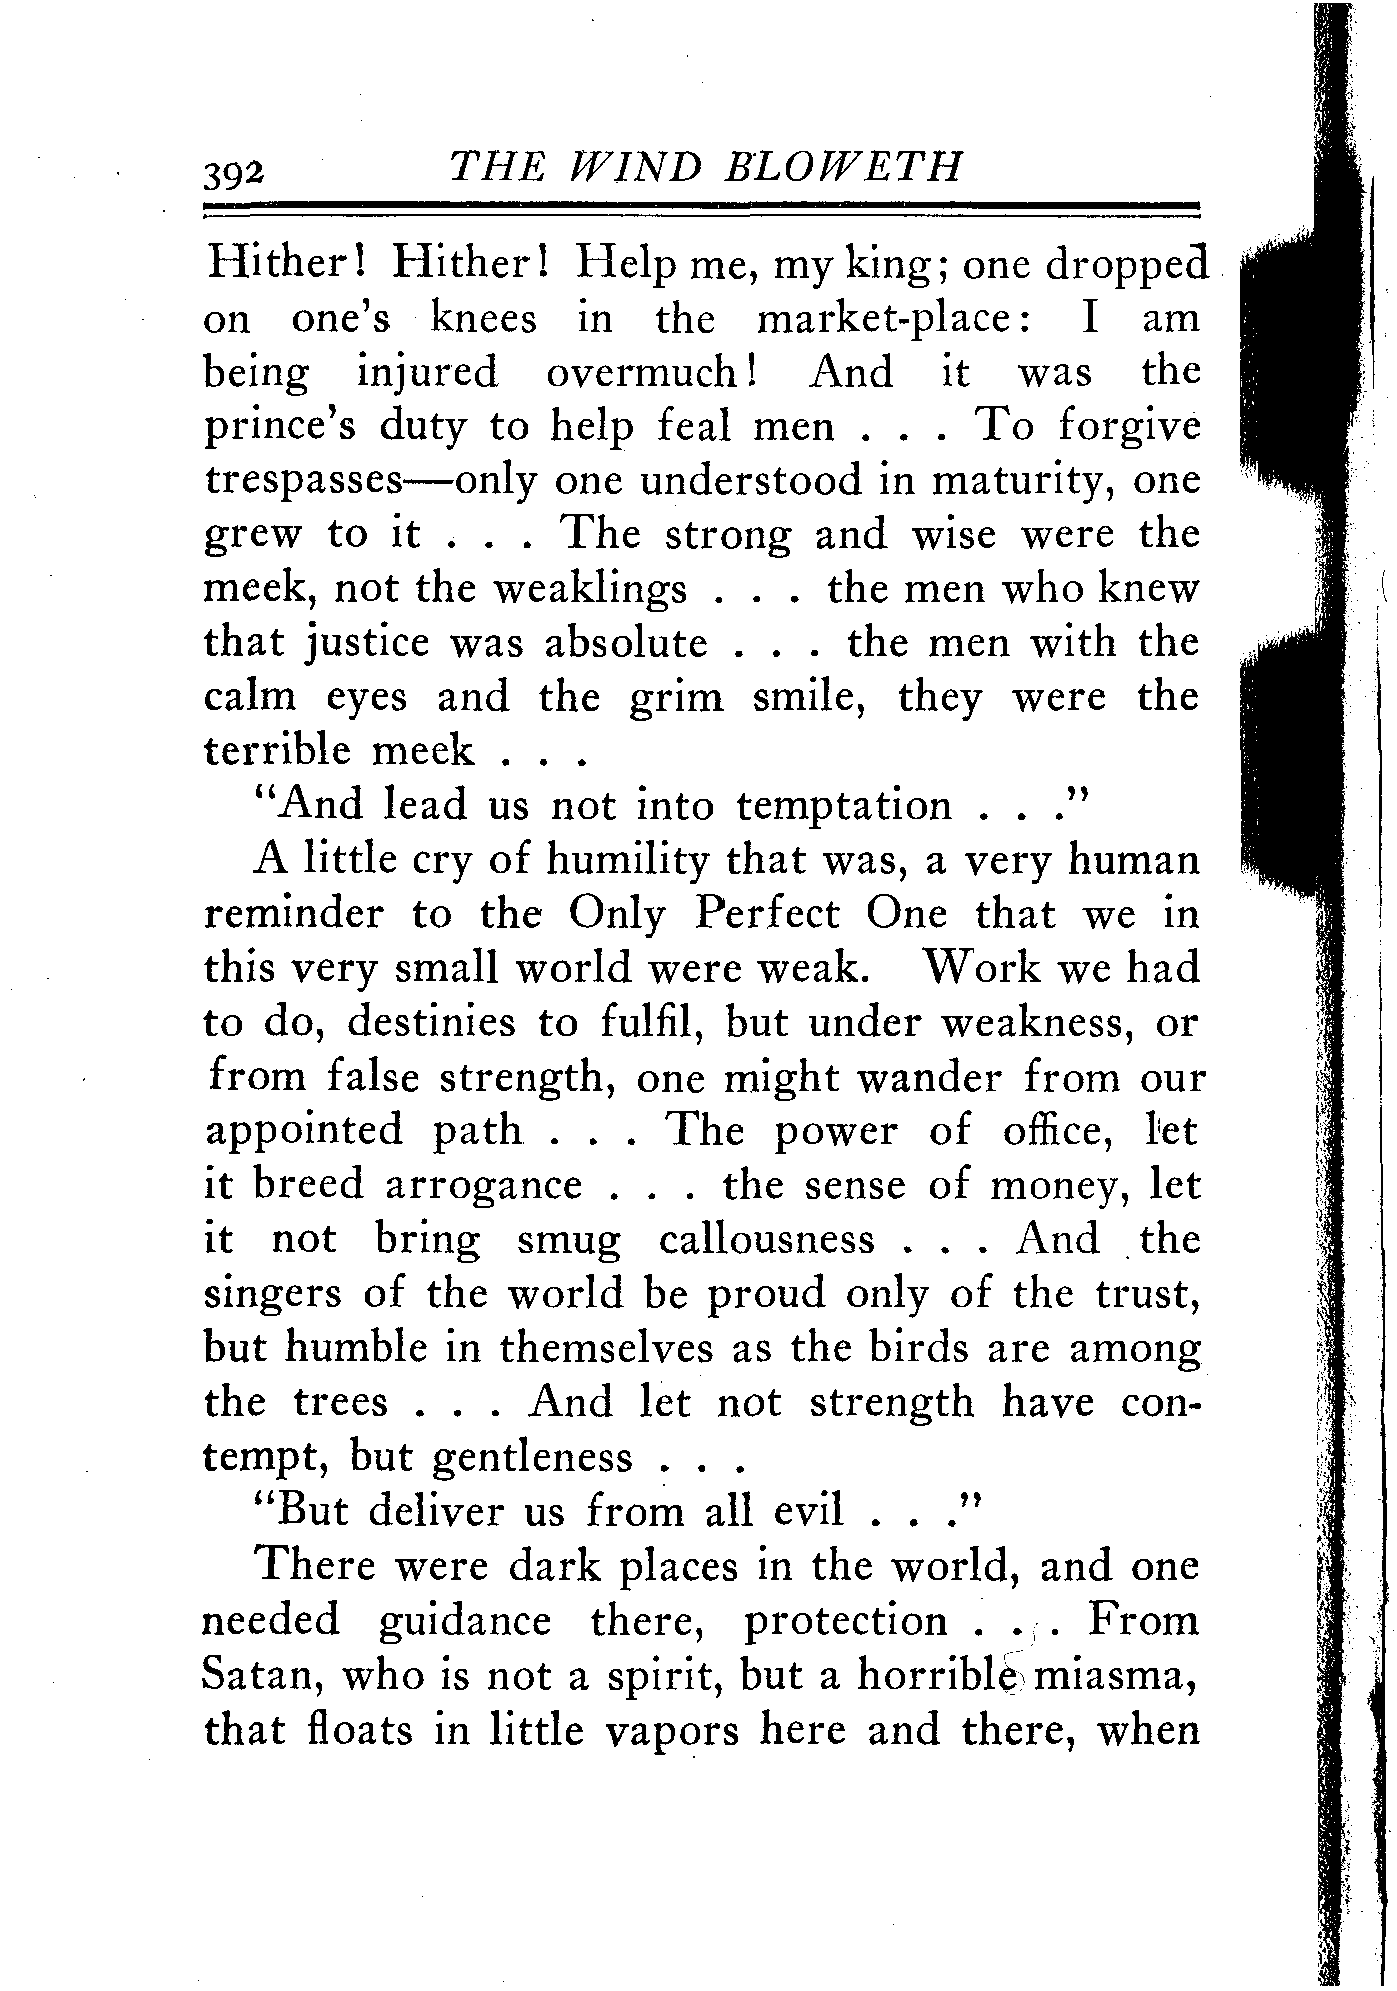 392 THE WIND BLOWETH
Hither! Hither! Help me, my king; one dropped
on one's knees in the market-place: I am
being injured overmuch! And it was the
prince's duty to help feal men . . . To forgive
trespasses—only one understood in maturity, one
grew to it . . . The strong and wise were the
meek, not the weaklings . . . the men who knew
that justice was absolute . . . the men with the
calm eyes and the grim smile, they were the
terrible meek . . .
"And lead us not into temptation . . ."
A little cry of humility that was, a very human
reminder to the Only Perfect One that we in
this very small world were weak. Work we had
to do, destinies to fulfil, but under weakness, or
from false strength, one might wander from our
appointed path . . . The power of office, let
it breed arrogance . . . the sense of money, let
it not bring smug callousness . . . And the
singers of the world be proud only of the trust,
but humble in themselves as the birds are among
the trees . . . And let not strength have con-
tempt, but gentleness . . .
"But deliver us from all evil . . ."
There were dark places in the world, and one
needed guidance there, protection . . . From
Satan, who is not a spirit, but a horrible miasma,
that floats in little vapors here and there, when